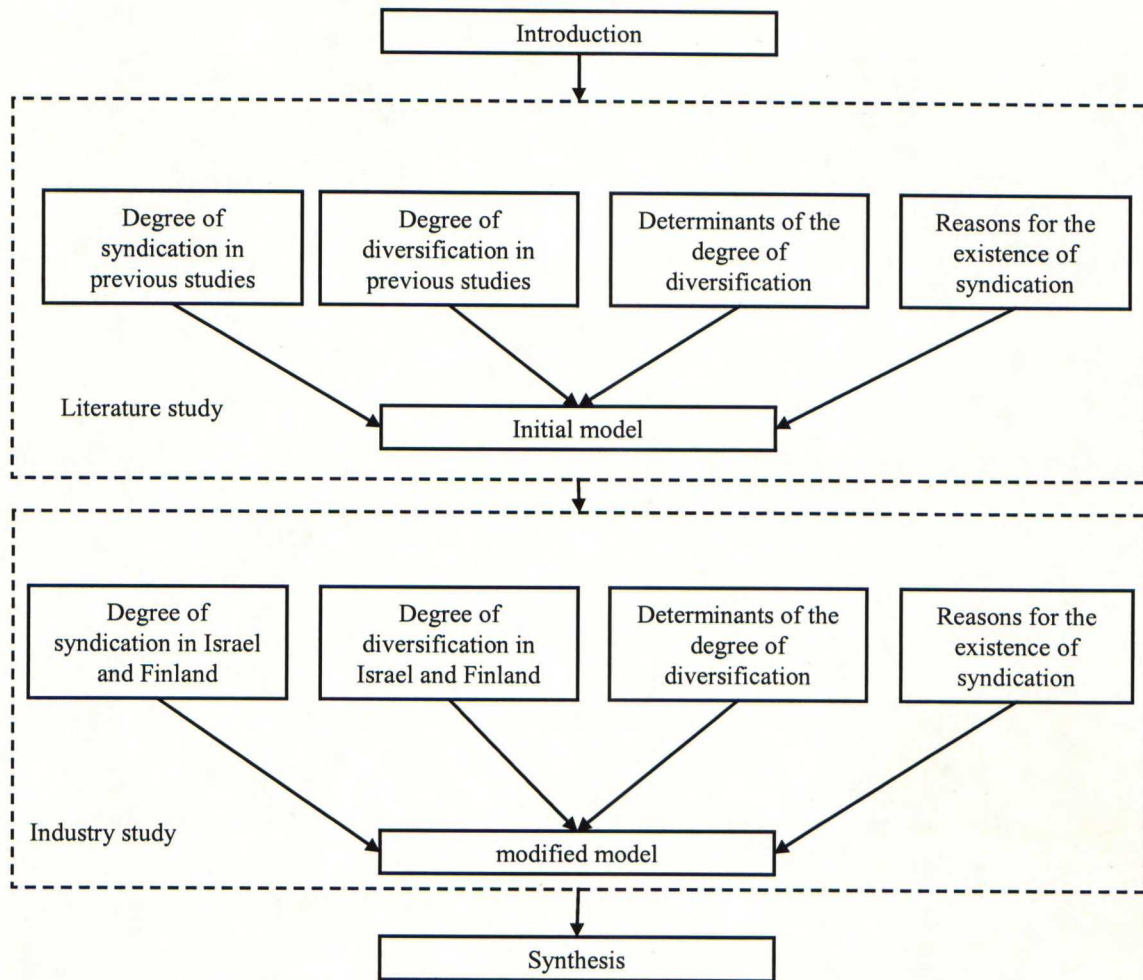 Introduction
Degree of
syndication in
previous studies
Degree of
diversification in
previous studies
Determinants of the
degree of
diversification
Reasons for the
existence of
syndication
Literature study
Initial model
Degree of
syndication in Israel
and Finland
Degree of
diversification in
Israel and Finland
Determinants of the
degree of
diversification
Reasons for the
existence of
syndication
Industry study
modified model
Synthesis